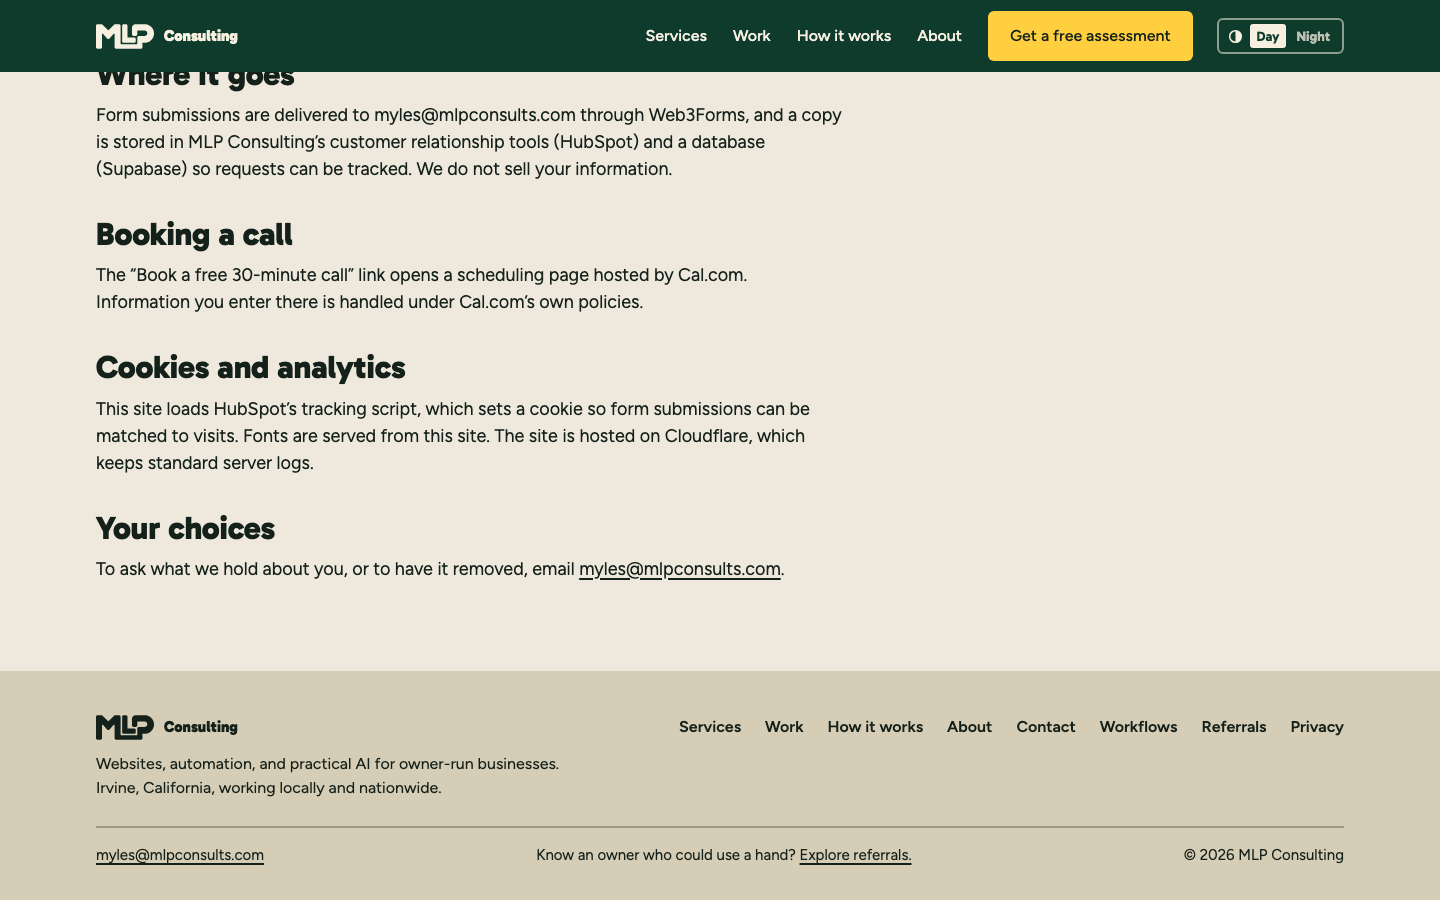 MLP Consulting
Services Work How it works About Get a free assessment Day Night
Where it goes
Form submissions are delivered to myles@mlpconsults.com through Web3Forms, and a copy
is stored in MLP Consulting’s customer relationship tools (HubSpot) and a database
(Supabase) so requests can be tracked. We do not sell your information.
Booking a call
The “Book a free 30-minute call” link opens a scheduling page hosted by Cal.com.
Information you enter there is handled under Cal.com’s own policies.
Cookies and analytics
This site loads HubSpot’s tracking script, which sets a cookie so form submissions can be
matched to visits. Fonts are served from this site. The site is hosted on Cloudflare, which
keeps standard server logs.
Your choices
To ask what we hold about you, or to have it removed, email myles@mlpconsults.com.
MLP Consulting
Services Work How it works About Contact Workflows Referrals Privacy
Websites, automation, and practical AI for owner-run businesses.
Irvine, California, working locally and nationwide.
myles@mlpconsults.com
Know an owner who could use a hand? Explore referrals.
© 2026 MLP Consulting